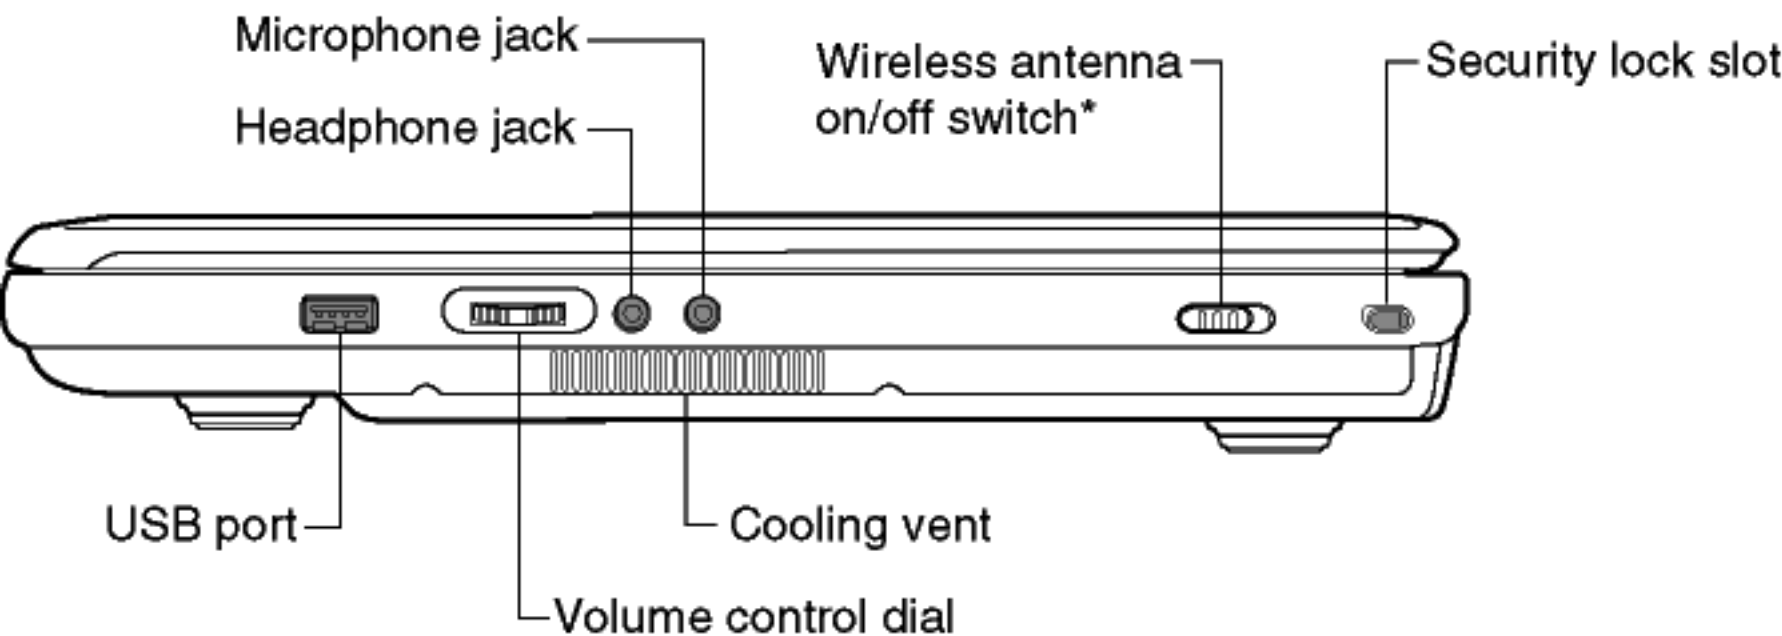 Microphone jack
Headphone jack
Wireless antenna
on/off switch*
Security lock slot
USB port
Cooling vent
Volume control dial